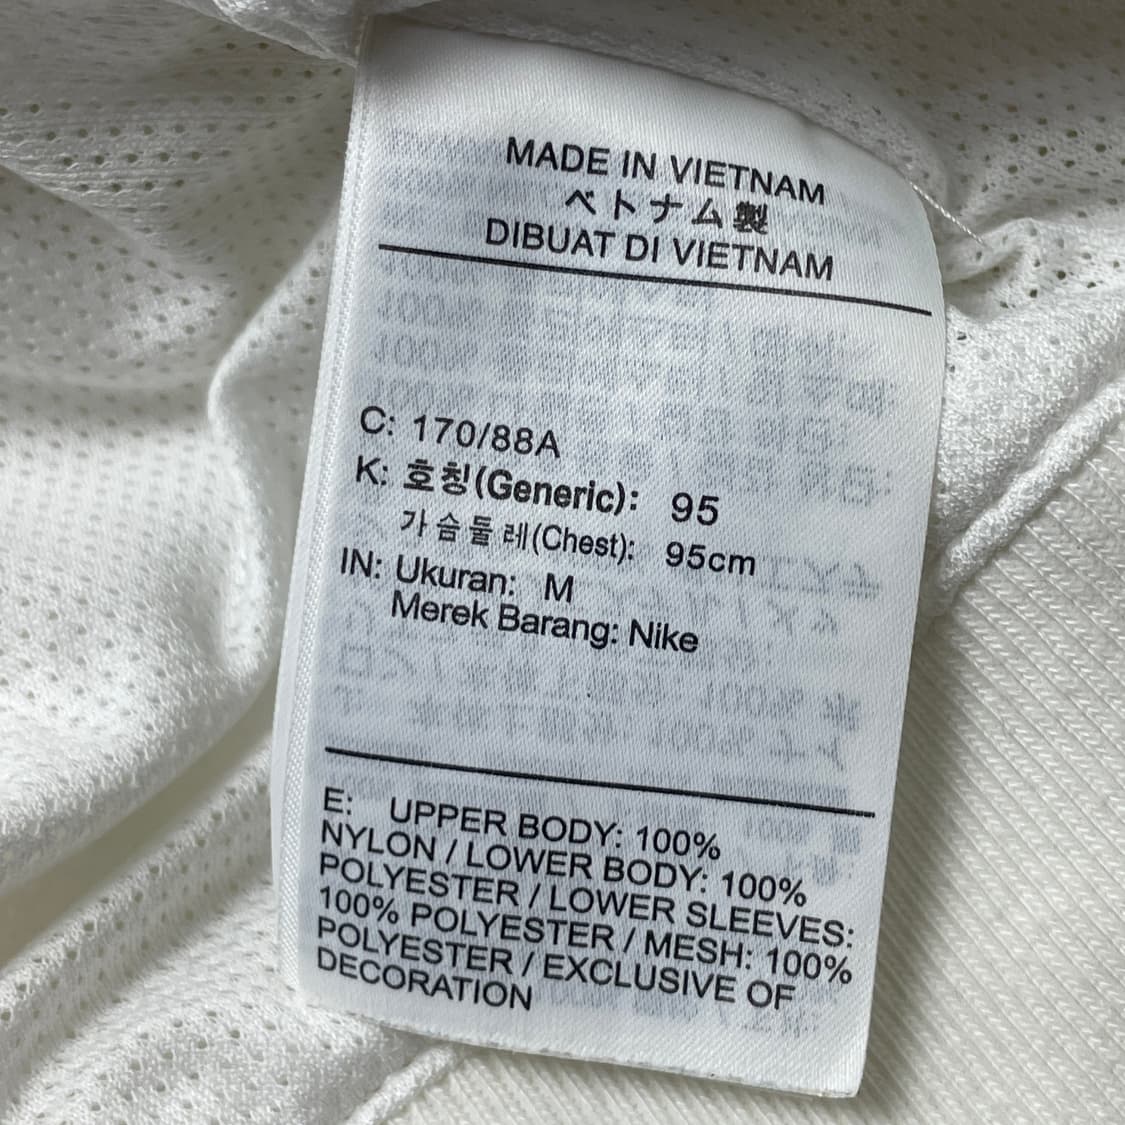 MADE IN VIETNAM
ベトナム製
DIBUAT DI VIETNAM
C: 170/88A
K: 호칭(Generic): 95
가슴둘레(Chest): 95cm
IN: Ukuran: M
Merek Barang: Nike
E: UPPER BODY: 100%
NYLON / LOWER BODY: 100%
POLYESTER / LOWER SLEEVES:
100% POLYESTER / MESH: 100%
POLYESTER / EXCLUSIVE OF
DECORATION